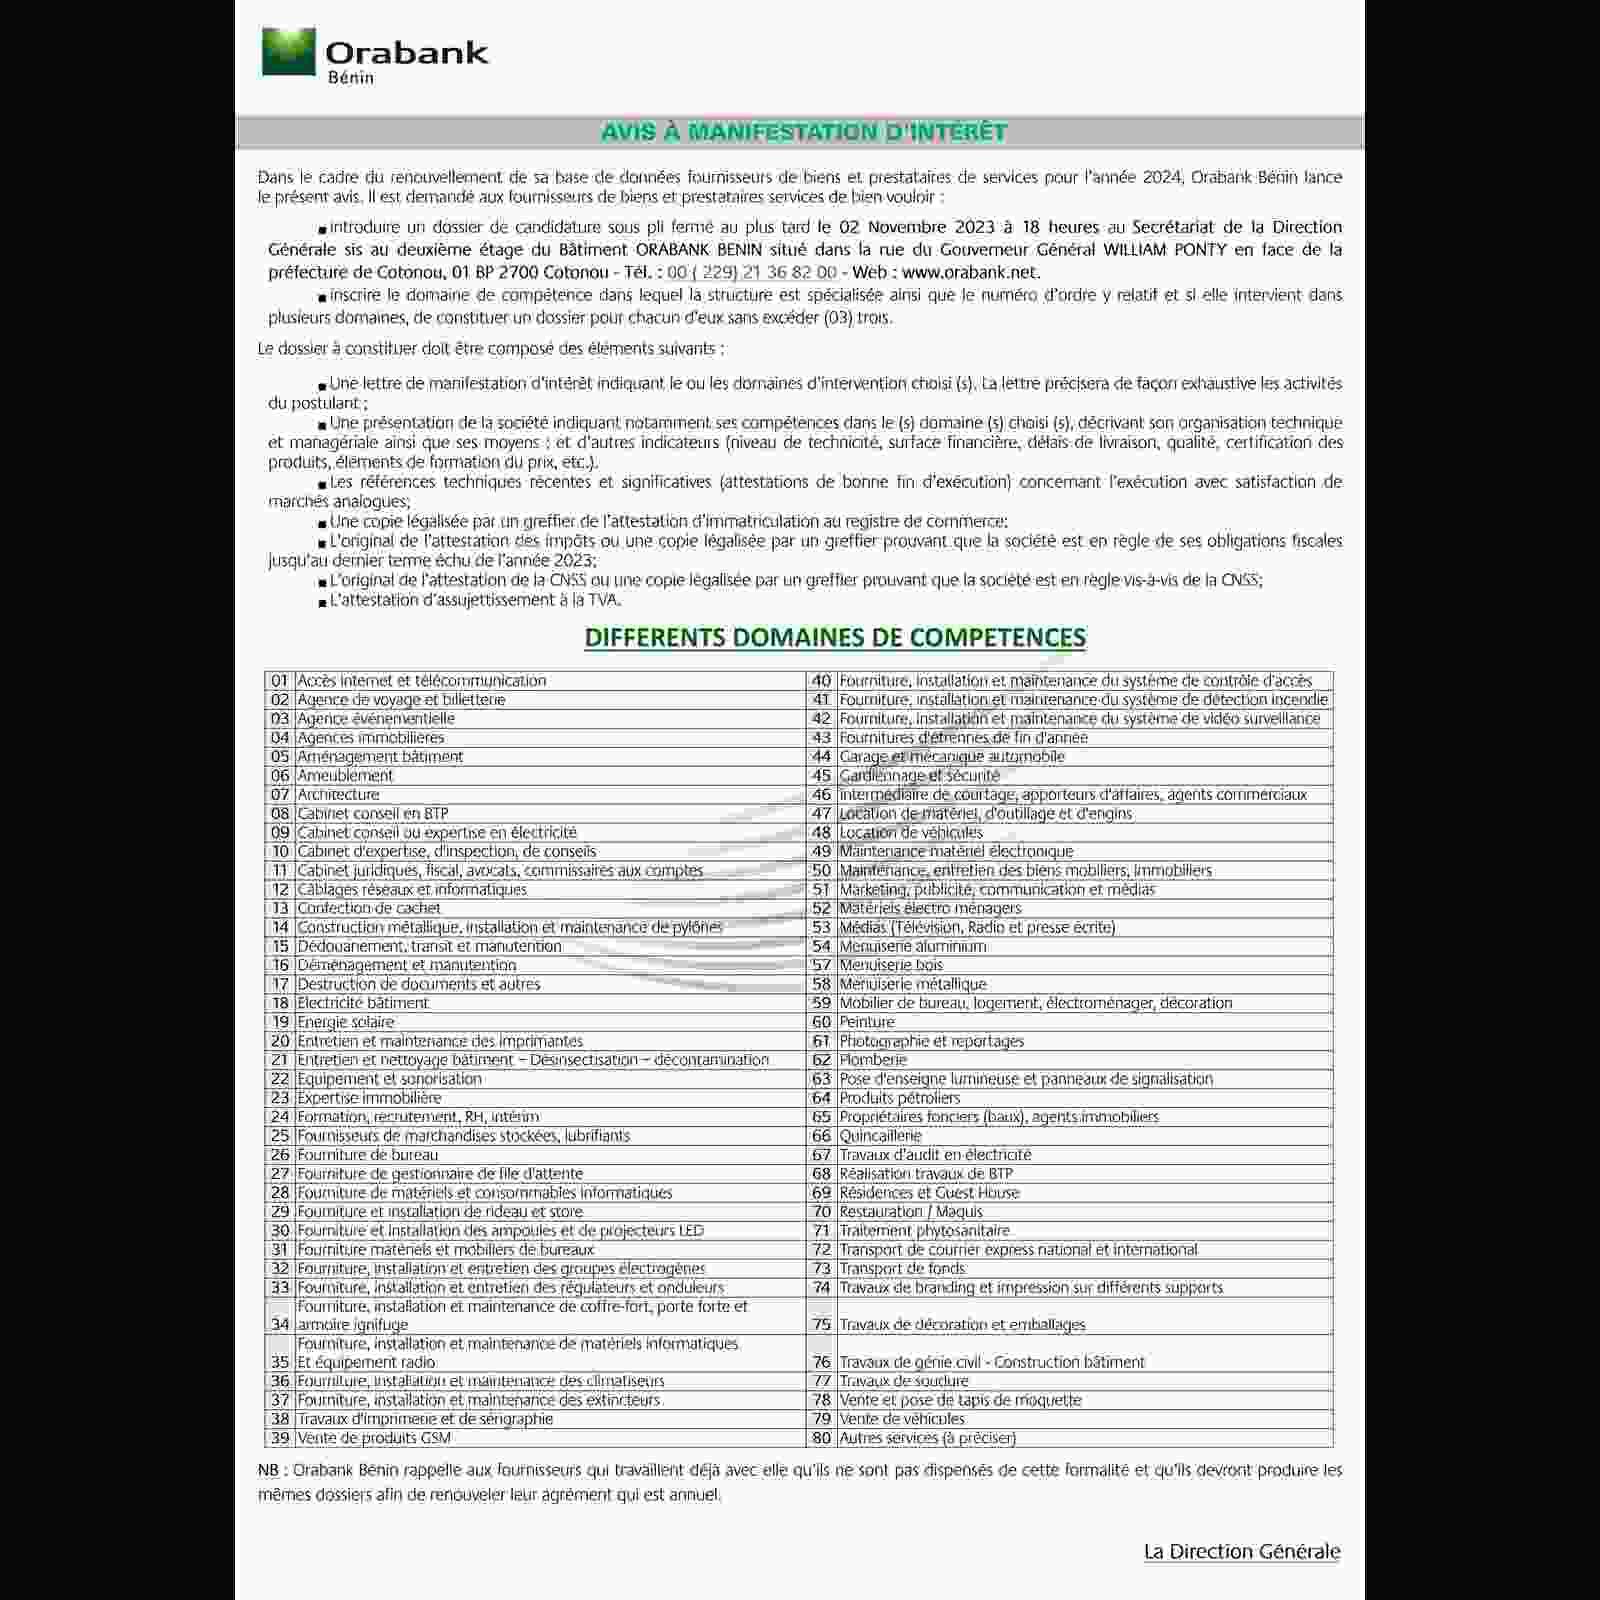 Orabank
Bénin
AVIS À MANIFESTATION D'INTÉRÊT
Dans le cadre du renouvellement de sa base de données fournisseurs de biens et prestataires de services pour l'année 2024, Orabank Bénin lance
le présent avis. Il est demandé aux fournisseurs de biens et prestataires services de bien vouloir :
■ introduire un dossier de candidature sous pli fermé au plus tard le 02 Novembre 2023 à 18 heures au Secrétariat de la Direction
Générale sis au deuxième étage du Bâtiment ORABANK BENIN situé dans la rue du Gouverneur Général WILLIAM PONTY en face de la
préfecture de Cotonou, 01 BP 2700 Cotonou - Tél. : 00 ( 229) 21 36 82 00 - Web : www.orabank.net.
■ inscrire le domaine de compétence dans lequel la structure est spécialisée ainsi que le numéro d'ordre y relatif et si elle intervient dans
plusieurs domaines, de constituer un dossier pour chacun d'eux sans excéder (03) trois.
Le dossier à constituer doit être composé des éléments suivants :
■ Une lettre de manifestation d'intérêt indiquant le ou les domaines d'intervention choisi (s). La lettre précisera de façon exhaustive les activités
du postulant ;
■ Une présentation de la société indiquant notamment ses compétences dans le (s) domaine (s) choisi (s), décrivant son organisation technique
et managériale ainsi que ses moyens ; et d'autres indicateurs (niveau de technicité, surface financière, délais de livraison, qualité, certification des
produits, éléments de formation du prix, etc.).
■ Les références techniques récentes et significatives (attestations de bonne fin d'exécution) concernant l'exécution avec satisfaction de
marchés analogues;
■ Une copie légalisée par un greffier de l'attestation d'immatriculation au registre de commerce;
■ L'original de l'attestation des impôts ou une copie légalisée par un greffier prouvant que la société est en règle de ses obligations fiscales
jusqu'au dernier terme échu de l'année 2023;
■ L'original de l'attestation de la CNSS ou une copie légalisée par un greffier prouvant que la société est en règle vis-à-vis de la CNSS;
■ L'attestation d'assujettissement à la TVA.
DIFFERENTS DOMAINES DE COMPETENCES
01 Accès internet et télécommunication
02 Agence de voyage et billetterie
03 Agence événementielle
04 Agences immobilières
05 Aménagement bâtiment
06 Ameublement
07 Architecture
08 Cabinet conseil en BTP
09 Cabinet conseil ou expertise en électricité
10 Cabinet d'expertise, d'inspection, de conseils
11 Cabinet juridiques, fiscal, avocats, commissaires aux comptes
12 Câblages réseaux et informatiques
13 Confection de cachet
14 Construction métallique, installation et maintenance de pylônes
15 Dédouanement, transit et manutention
16 Déménagement et manutention
17 Destruction de documents et autres
18 Electricité bâtiment
19 Energie solaire
20 Entretien et maintenance des imprimantes
21 Entretien et nettoyage bâtiment – Désinsectisation – décontamination
22 Equipement et sonorisation
23 Expertise immobilière
24 Formation, recrutement, RH, intérim
25 Fournisseurs de marchandises stockées, lubrifiants
26 Fourniture de bureau
27 Fourniture de gestionnaire de file d'attente
28 Fourniture de matériels et consommables informatiques
29 Fourniture et installation de rideau et store
30 Fourniture et installation des ampoules et de projecteurs LED
31 Fourniture matériels et mobiliers de bureaux
32 Fourniture, installation et entretien des groupes électrogènes
33 Fourniture, installation et entretien des régulateurs et onduleurs
Fourniture, installation et maintenance de coffre-fort, porte forte et
34 armoire ignifuge
Fourniture, installation et maintenance de matériels informatiques
35 Et équipement radio
36 Fourniture, installation et maintenance des climatiseurs
37 Fourniture, installation et maintenance des extincteurs
38 Travaux d'imprimerie et de sérigraphie
39 Vente de produits GSM
40 Fourniture, installation et maintenance du système de contrôle d'accès
41 Fourniture, installation et maintenance du système de détection incendie
42 Fourniture, installation et maintenance du système de vidéo surveillance
43 Fournitures d'étrennes de fin d'année
44 Garage et mécanique automobile
45 Gardiennage et sécurité
46 intermédiaire de courtage, apporteurs d'affaires, agents commerciaux
47 Location de matériel, d'outillage et d'engins
48 Location de véhicules
49 Maintenance matériel électronique
50 Maintenance, entretien des biens mobiliers, immobiliers
51 Marketing, publicité, communication et médias
52 Matériels électro ménagers
53 Médias (Télévision, Radio et presse écrite)
54 Menuiserie aluminium
57 Menuiserie bois
58 Menuiserie métallique
59 Mobilier de bureau, logement, électroménager, décoration
60 Peinture
61 Photographie et reportages
62 Plomberie
63 Pose d'enseigne lumineuse et panneaux de signalisation
64 Produits pétroliers
65 Propriétaires fonciers (baux), agents immobiliers
66 Quincaillerie
67 Travaux d'audit en électricité
68 Réalisation travaux de BTP
69 Résidences et Guest House
70 Restauration / Maquis
71 Traitement phytosanitaire
72 Transport de courrier express national et international
73 Transport de fonds
74 Travaux de branding et impression sur différents supports
75 Travaux de décoration et emballages
76 Travaux de génie civil - Construction bâtiment
77 Travaux de soudure
78 Vente et pose de tapis de moquette
79 Vente de véhicules
80 Autres services (à préciser)
NB : Orabank Bénin rappelle aux fournisseurs qui travaillent déjà avec elle qu'ils ne sont pas dispensés de cette formalité et qu'ils devront produire les
mêmes dossiers afin de renouveler leur agrément qui est annuel.
La Direction Générale